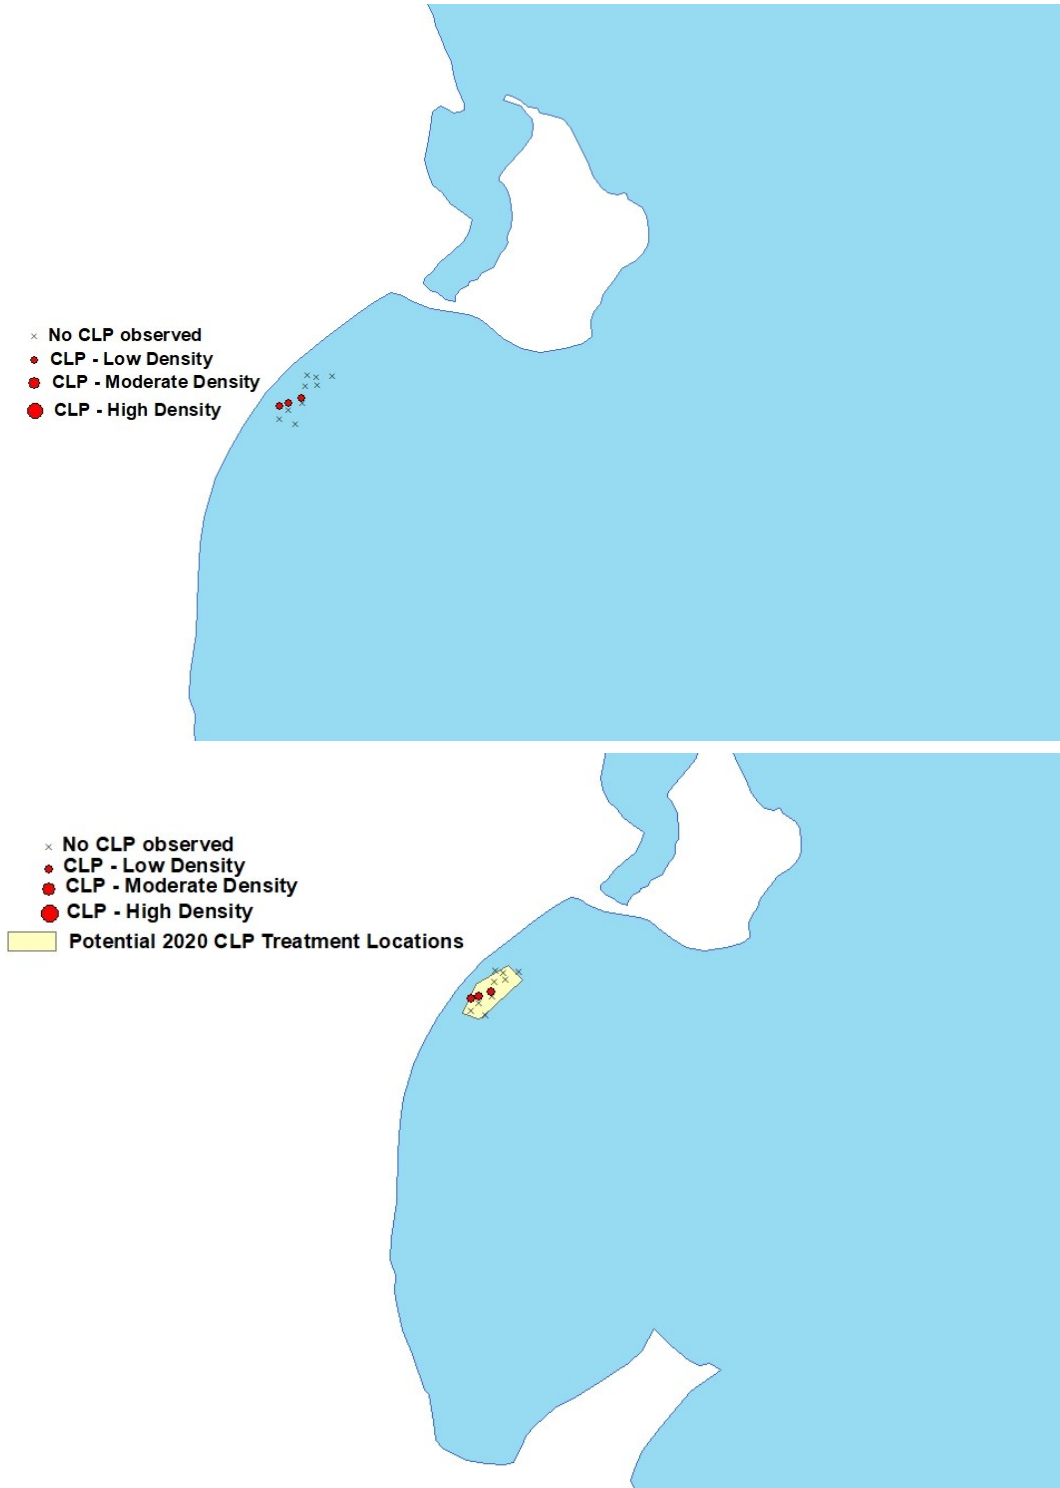 No CLP observed
CLP - Low Density
CLP - Moderate Density
CLP - High Density
No CLP observed
CLP - Low Density
CLP - Moderate Density
CLP - High Density
Potential 2020 CLP Treatment Locations